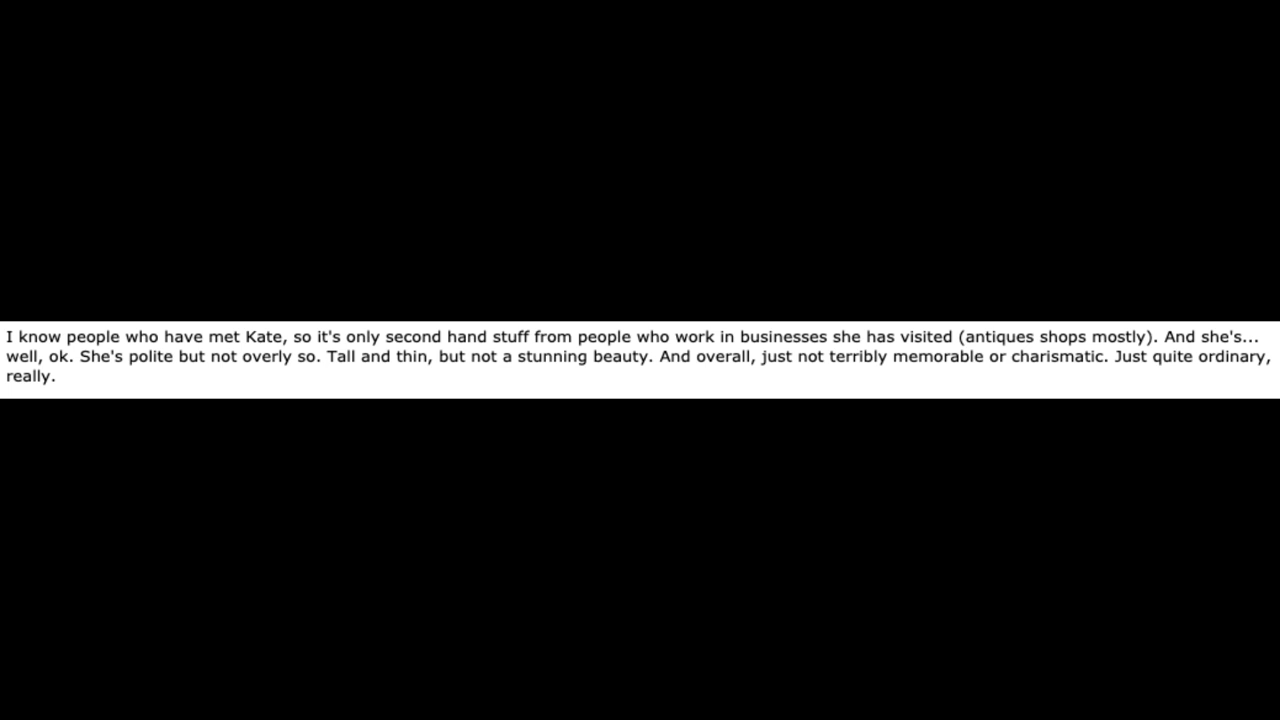 I know people who have met Kate, so it's only second hand stuff from people who work in businesses she has visited (antiques shops mostly). And she's...
well, ok. She's polite but not overly so. Tall and thin, but not a stunning beauty. And overall, just not terribly memorable or charismatic. Just quite ordinary,
really.